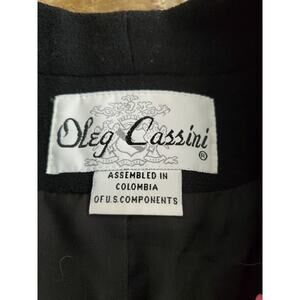 Oleg Cassini ®
ASSEMBLED IN
COLOMBIA
OF U.S. COMPONENTS